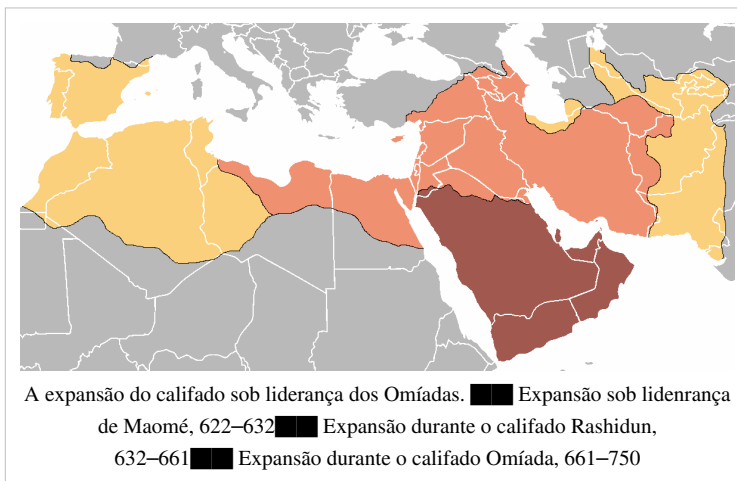 A expansão do califado sob liderança dos Omíadas. ██ Expansão sob lidenrança
de Maomé, 622–632██ Expansão durante o califado Rashidun,
632–661██ Expansão durante o califado Omíada, 661–750